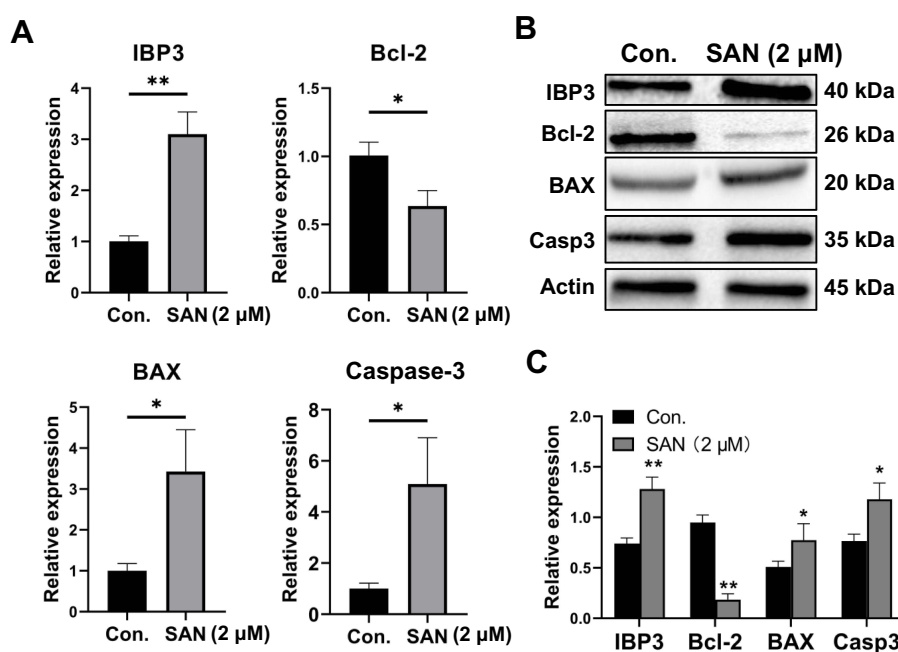 A
IBP3
**
Relative expression
4
3
2
1
0
Con. SAN (2 μM)
Bcl-2
*
Relative expression
1.5
1.0
0.5
0.0
Con. SAN (2 μM)
BAX
*
Relative expression
5
4
3
2
1
0
Con. SAN (2 μM)
Caspase-3
*
Relative expression
8
6
4
2
0
Con. SAN (2 μM)
B
Con. SAN (2 μM)
IBP3 40 kDa
Bcl-2 26 kDa
BAX 20 kDa
Casp3 35 kDa
Actin 45 kDa
C
Relative expression
2.0
1.5
1.0
0.5
0.0
Con.
SAN (2 μM)
**
**
*
*
IBP3 Bcl-2 BAX Casp3